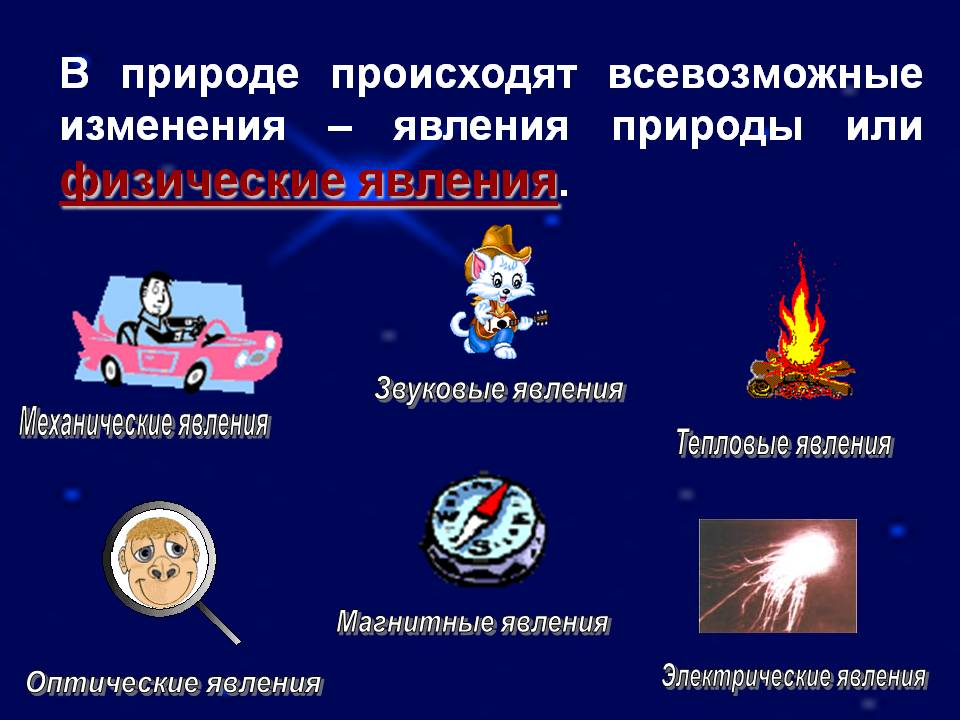 В природе происходят всевозможные
изменения – явления природы или
физические явления.
Звуковые явления
Механические явления
Тепловые явления
Магнитные явления
Оптические явления
Электрические явления